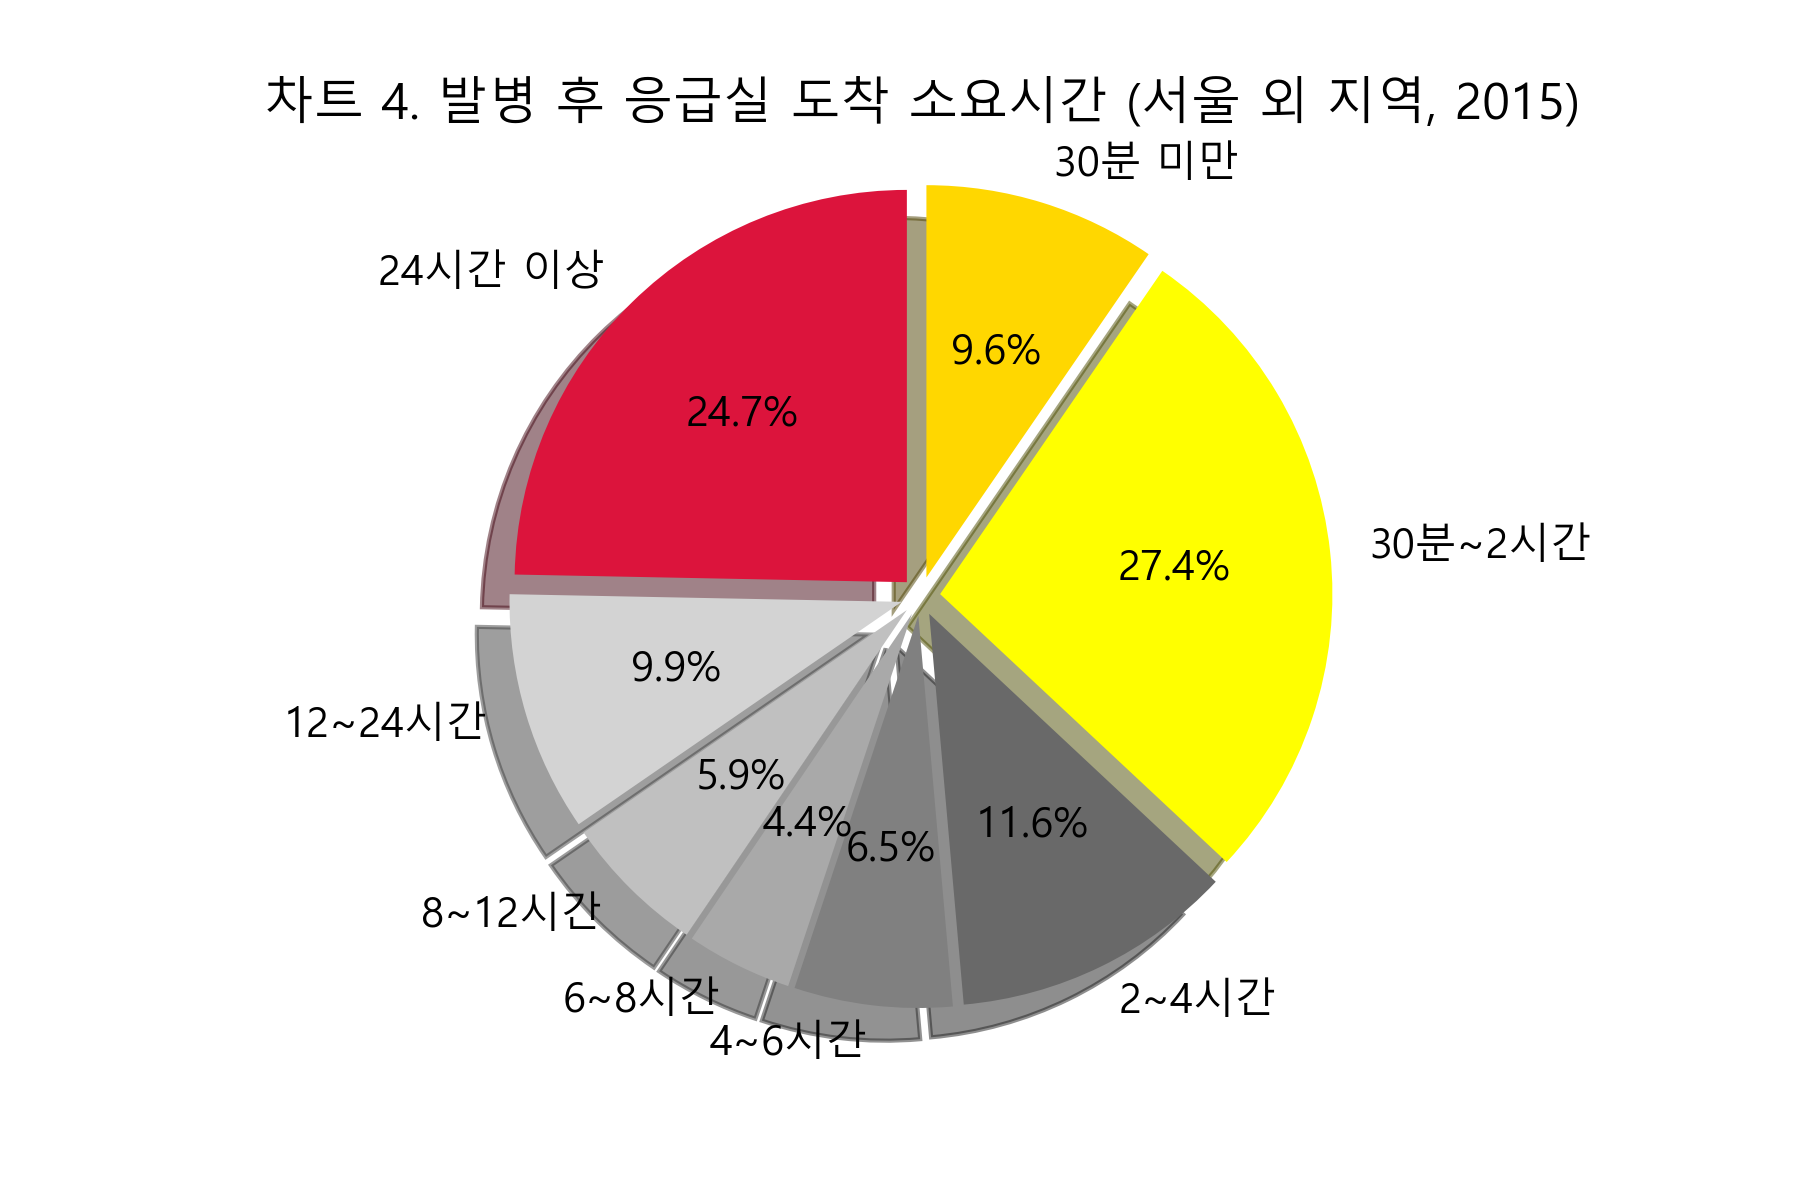 차트 4. 발병 후 응급실 도착 소요시간 (서울 외 지역, 2015)
30분 미만
24시간 이상
9.6%
24.7%
30분~2시간
27.4%
9.9%
12~24시간
5.9%
4.4%
6.5%
11.6%
8~12시간
6~8시간
2~4시간
4~6시간